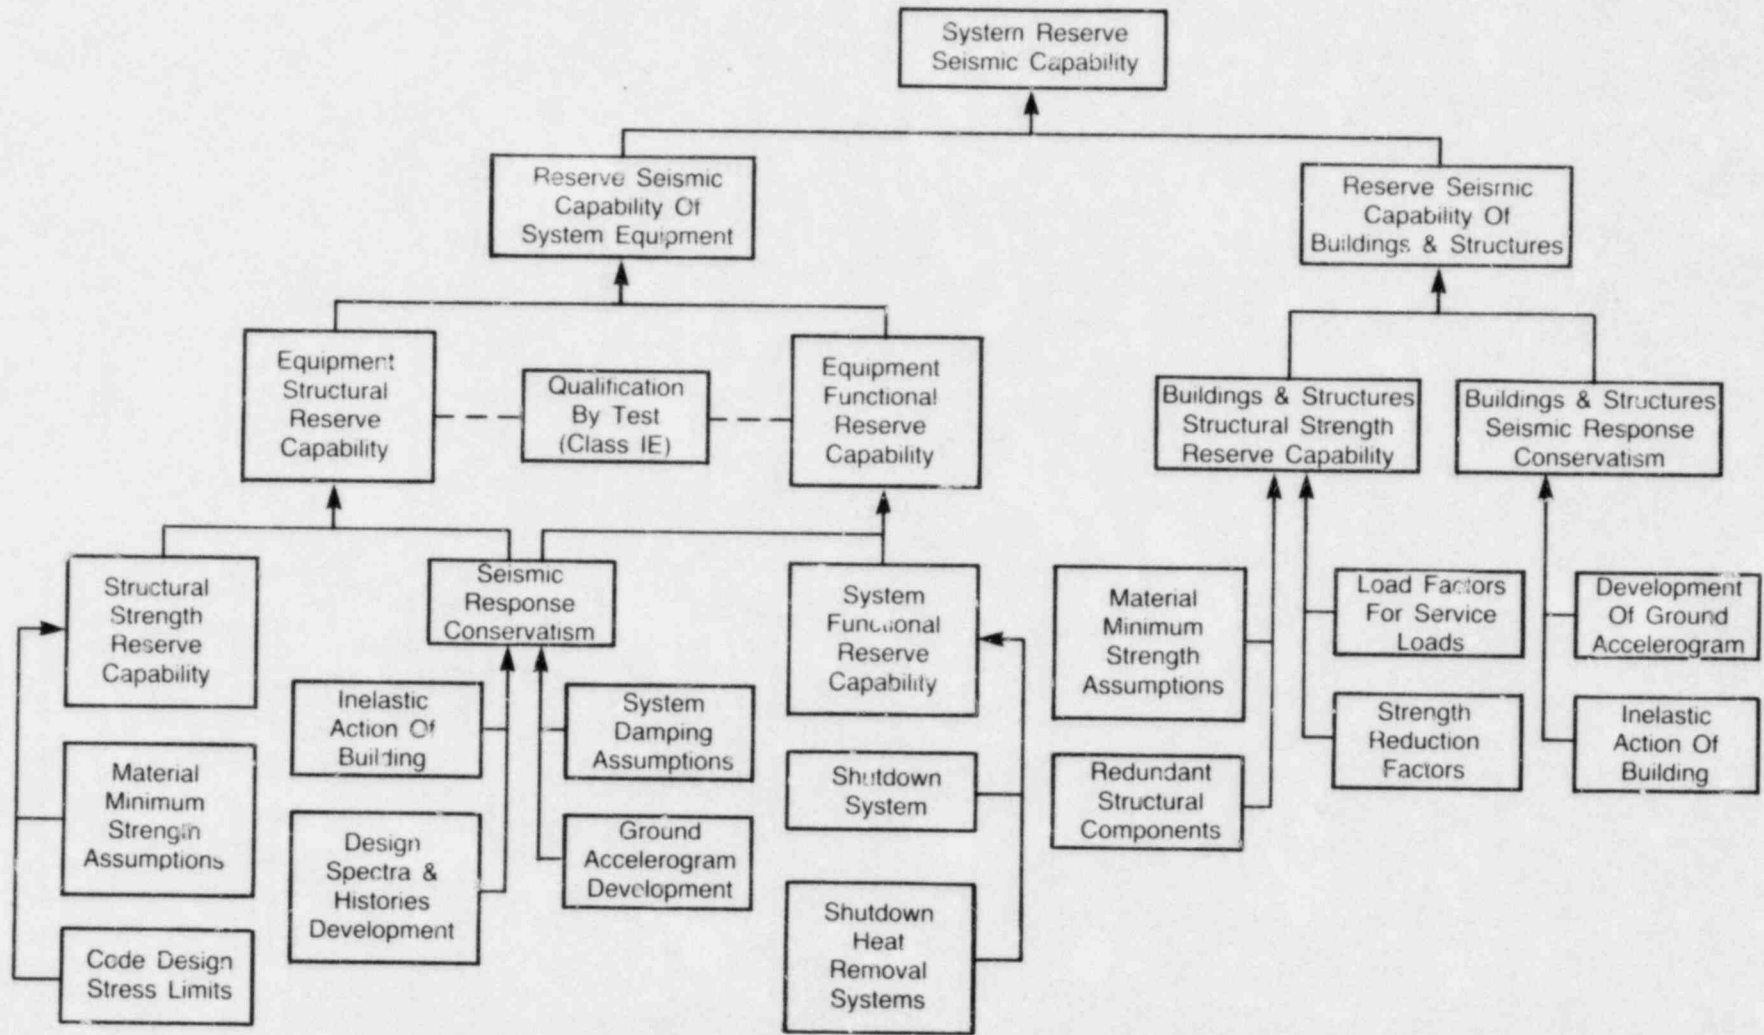 System Reserve
Seismic Capability
Reserve Seismic
Capability Of
System Equipment
Reserve Seismic
Capability Of
Buildings & Structures
Equipment
Structural
Reserve
Capability
Qualification
By Test
(Class IE)
Equipment
Functional
Reserve
Capability
Buildings & Structures
Structural Strength
Reserve Capability
Buildings & Structures
Seismic Response
Conservatism
Structural
Strength
Reserve
Capability
Seismic
Response
Conservatism
System
Functional
Reserve
Capability
Material
Minimum
Strength
Assumptions
Load Factors
For Service
Loads
Development
Of Ground
Accelerogram
Inelastic
Action Of
Building
System
Damping
Assumptions
Strength
Reduction
Factors
Inelastic
Action Of
Building
Material
Minimum
Strength
Assumptions
Shutdown
System
Redundant
Structural
Components
Design
Spectra &
Histories
Development
Ground
Accelerogram
Development
Shutdown
Heat
Removal
Systems
Code Design
Stress Limits